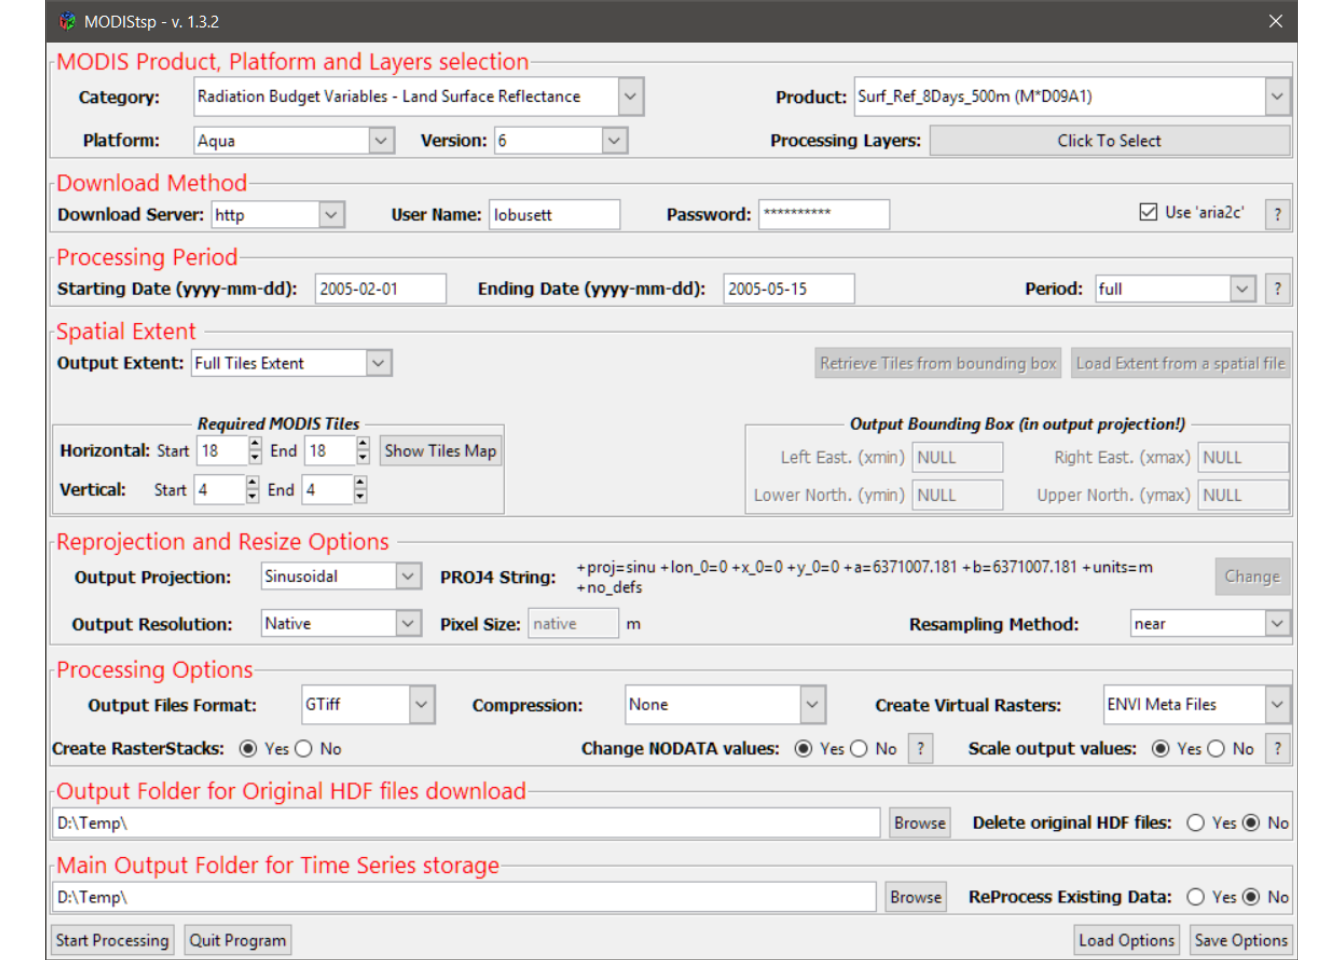 MODIStsp - v. 1.3.2
MODIS Product, Platform and Layers selection
Category: Radiation Budget Variables - Land Surface Reflectance Product: Surf_Ref_8Days_500m (M*D09A1)
Platform: Aqua Version: 6 Processing Layers: Click To Select
Download Method
Download Server: http User Name: lobusett Password: ********** Use 'aria2c' ?
Processing Period
Starting Date (yyyy-mm-dd): 2005-02-01 Ending Date (yyyy-mm-dd): 2005-05-15 Period: full ?
Spatial Extent
Output Extent: Full Tiles Extent Retrieve Tiles from bounding box Load Extent from a spatial file
Required MODIS Tiles Output Bounding Box (in output projection!)
Horizontal: Start 18 End 18 Show Tiles Map Left East. (xmin) NULL Right East. (xmax) NULL
Vertical: Start 4 End 4 Lower North. (ymin) NULL Upper North. (ymax) NULL
Reprojection and Resize Options
Output Projection: Sinusoidal PROJ4 String: +proj=sinu +lon_0=0 +x_0=0 +y_0=0 +a=6371007.181 +b=6371007.181 +units=m
+no_defs Change
Output Resolution: Native Pixel Size: native m Resampling Method: near
Processing Options
Output Files Format: GTiff Compression: None Create Virtual Rasters: ENVI Meta Files
Create RasterStacks: Yes No Change NODATA values: Yes No ? Scale output values: Yes No ?
Output Folder for Original HDF files download
D:\Temp\ Browse Delete original HDF files: Yes No
Main Output Folder for Time Series storage
D:\Temp\ Browse ReProcess Existing Data: Yes No
Start Processing Quit Program Load Options Save Options